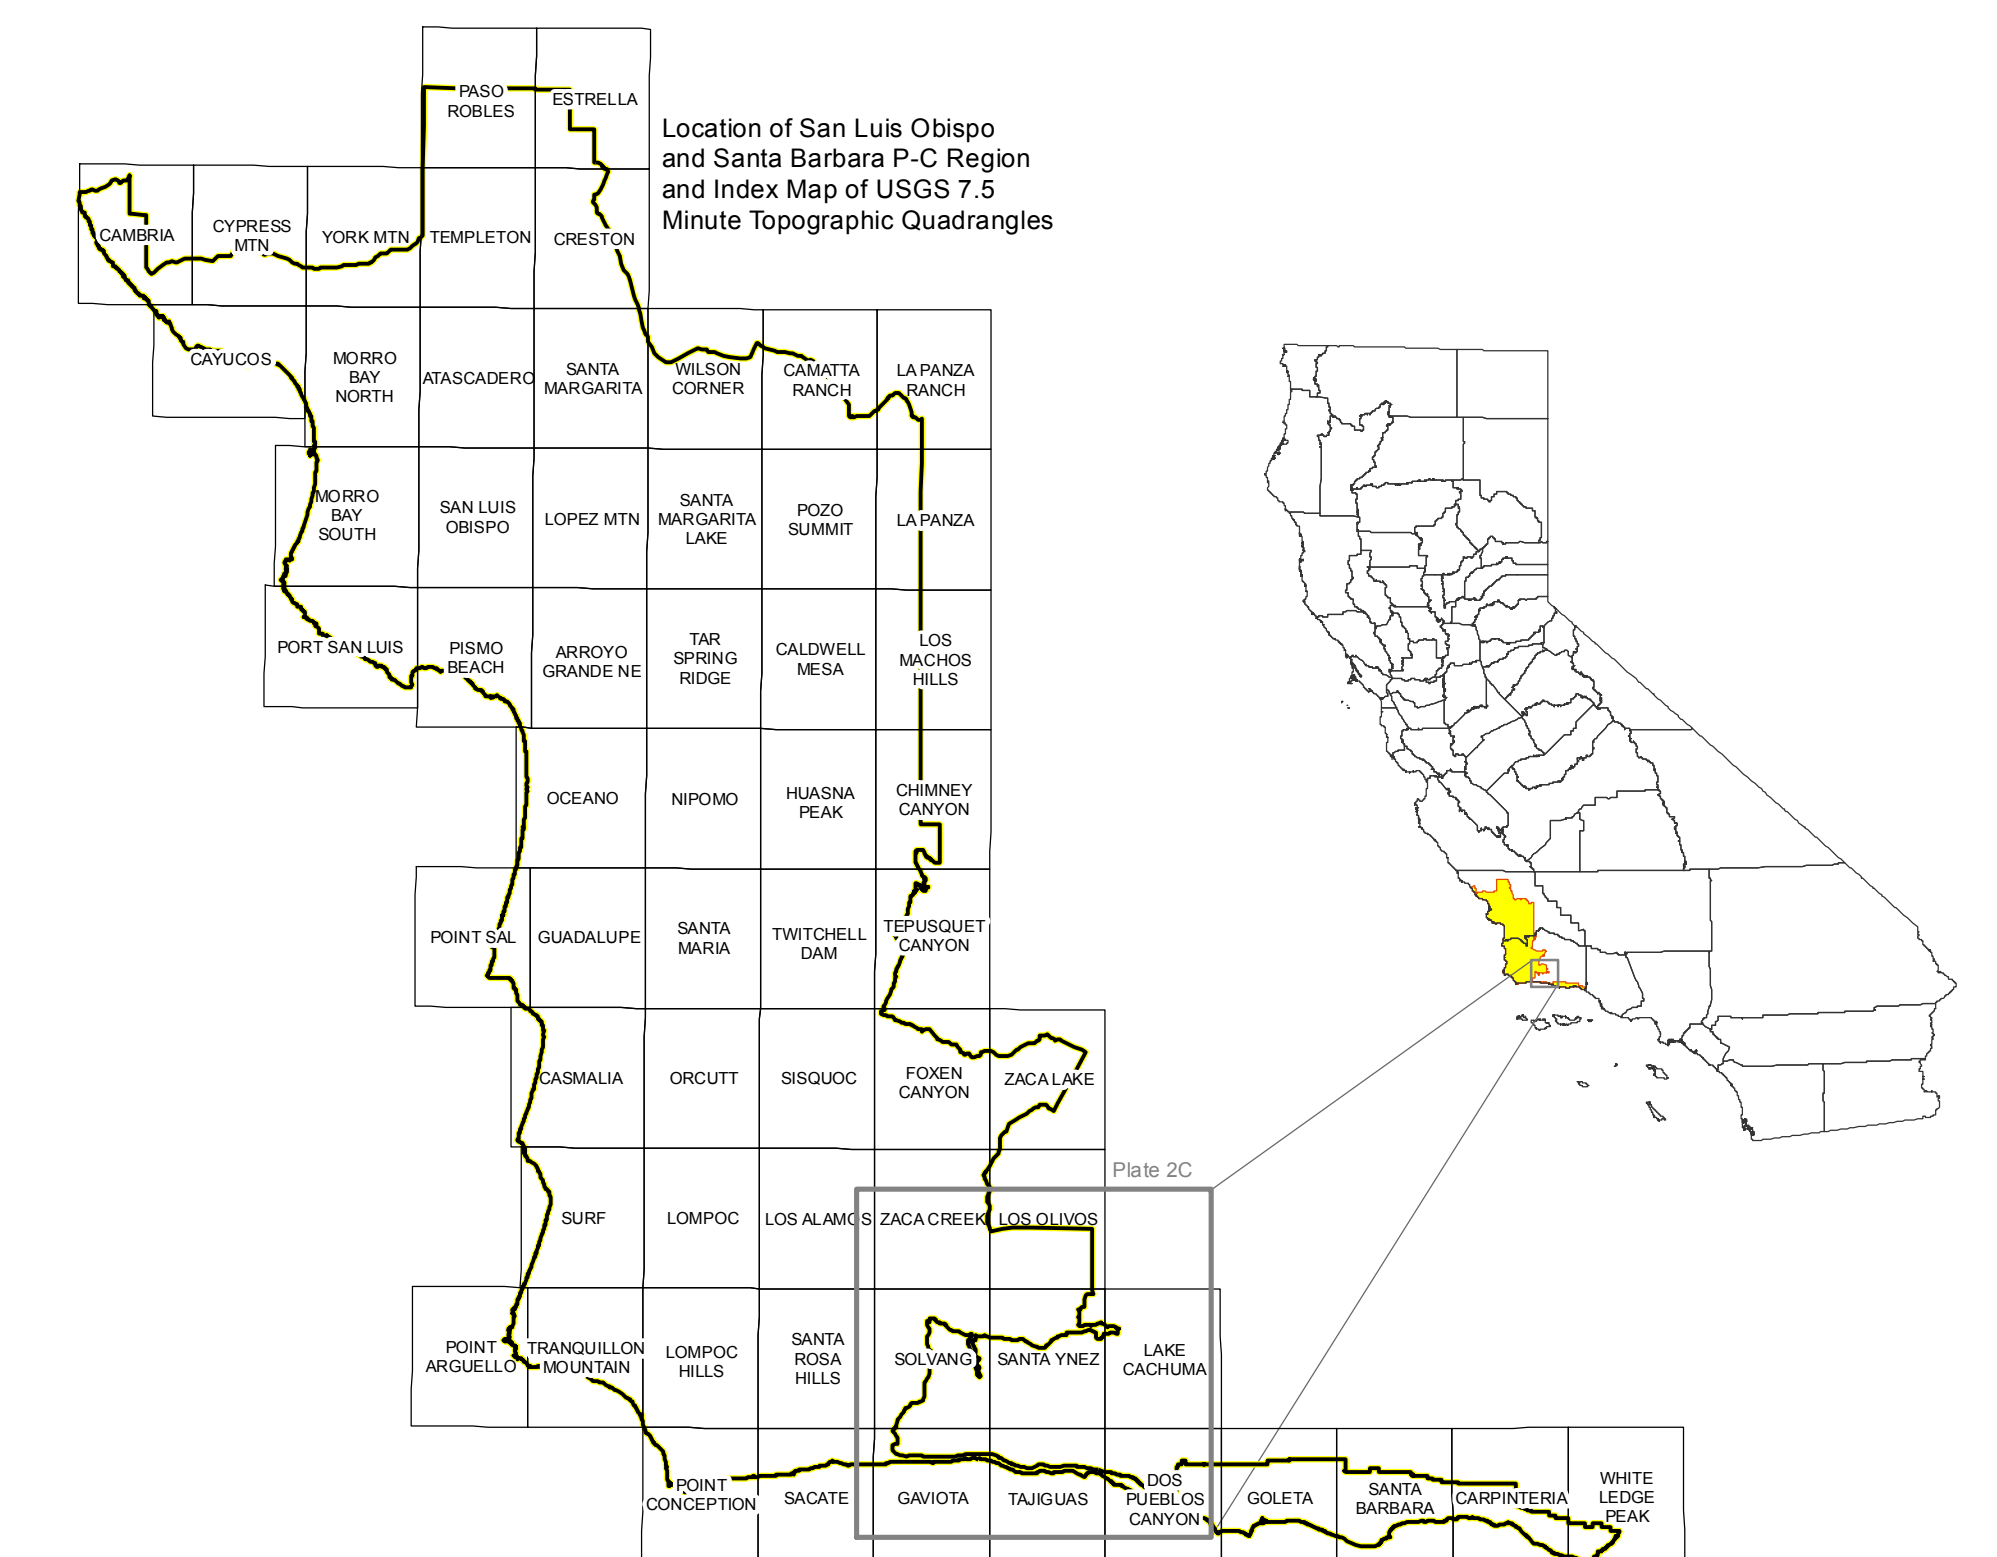 PASO
ROBLES
ESTRELLA
Location of San Luis Obispo
and Santa Barbara P-C Region
and Index Map of USGS 7.5
Minute Topographic Quadrangles
CAMBRIA
CYPRESS
MTN
YORK MTN
TEMPLETON
CRESTON
CAYUCOS
MORRO
BAY
NORTH
ATASCADERO
SANTA
MARGARITA
WILSON
CORNER
CAMATTA
RANCH
LA PANZA
RANCH
MORRO
BAY
SOUTH
SAN LUIS
OBISPO
LOPEZ MTN
SANTA
MARGARITA
LAKE
POZO
SUMMIT
LA PANZA
PORT SAN LUIS
PISMO
BEACH
ARROYO
GRANDE NE
TAR
SPRING
RIDGE
CALDWELL
MESA
LOS
MACHOS
HILLS
OCEANO
NIPOMO
HUASNA
PEAK
CHIMNEY
CANYON
POINT SAL
GUADALUPE
SANTA
MARIA
TWITCHELL
DAM
TEPUSQUET
CANYON
CASMALIA
ORCUTT
SISQUOC
FOXEN
CANYON
ZACA LAKE
Plate 2C
SURF
LOMPOC
LOS ALAMOS
ZACA CREEK
LOS OLIVOS
POINT
ARGUELLO
TRANQUILLON
MOUNTAIN
LOMPOC
HILLS
SANTA
ROSA
HILLS
SOLVANG
SANTA YNEZ
LAKE
CACHUMA
POINT
CONCEPTION
SACATE
GAVIOTA
TAJIGUAS
DOS
PUEBLOS
CANYON
GOLETA
SANTA
BARBARA
CARPINTERIA
WHITE
LEDGE
PEAK